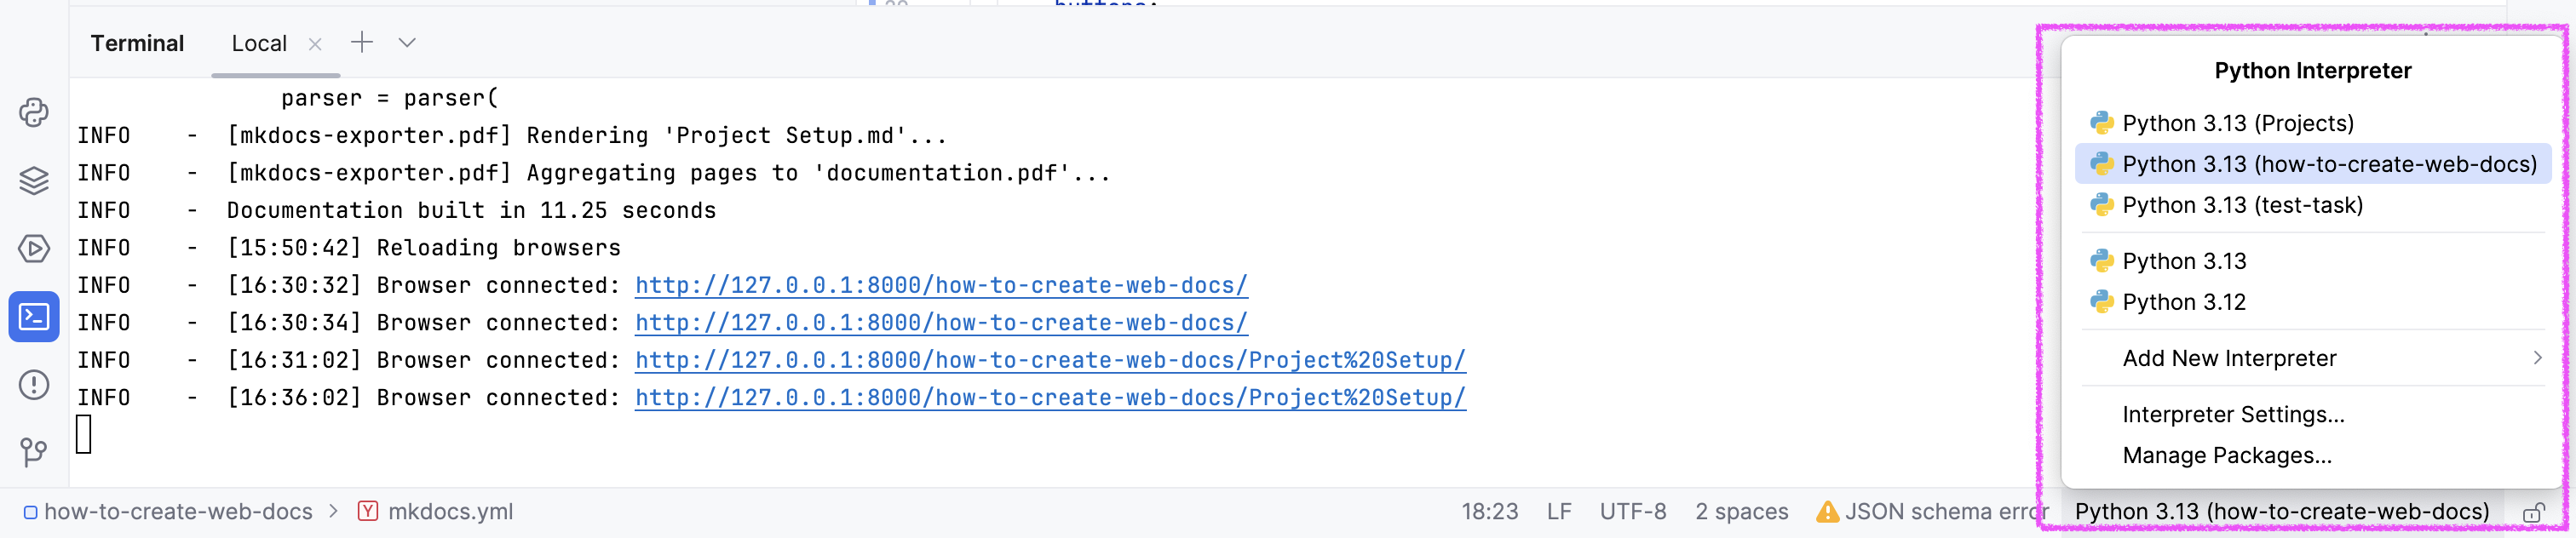 buttons:
Terminal Local
parser = parser(
INFO - [mkdocs-exporter.pdf] Rendering 'Project Setup.md'...
INFO - [mkdocs-exporter.pdf] Aggregating pages to 'documentation.pdf'...
INFO - Documentation built in 11.25 seconds
INFO - [15:50:42] Reloading browsers
INFO - [16:30:32] Browser connected: http://127.0.0.1:8000/how-to-create-web-docs/
INFO - [16:30:34] Browser connected: http://127.0.0.1:8000/how-to-create-web-docs/
INFO - [16:31:02] Browser connected: http://127.0.0.1:8000/how-to-create-web-docs/Project%20Setup/
INFO - [16:36:02] Browser connected: http://127.0.0.1:8000/how-to-create-web-docs/Project%20Setup/
Python Interpreter
Python 3.13 (Projects)
Python 3.13 (how-to-create-web-docs)
Python 3.13 (test-task)
Python 3.13
Python 3.12
Add New Interpreter
Interpreter Settings...
Manage Packages...
how-to-create-web-docs > Y mkdocs.yml 18:23 LF UTF-8 2 spaces JSON schema error Python 3.13 (how-to-create-web-docs)